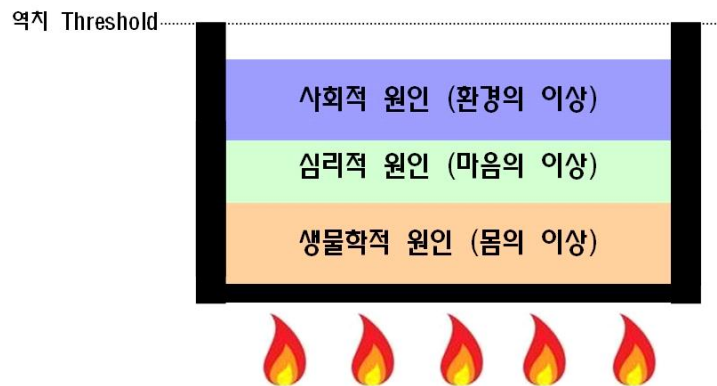 역치 Threshold
사회적 원인 (환경의 이상)
심리적 원인 (마음의 이상)
생물학적 원인 (몸의 이상)